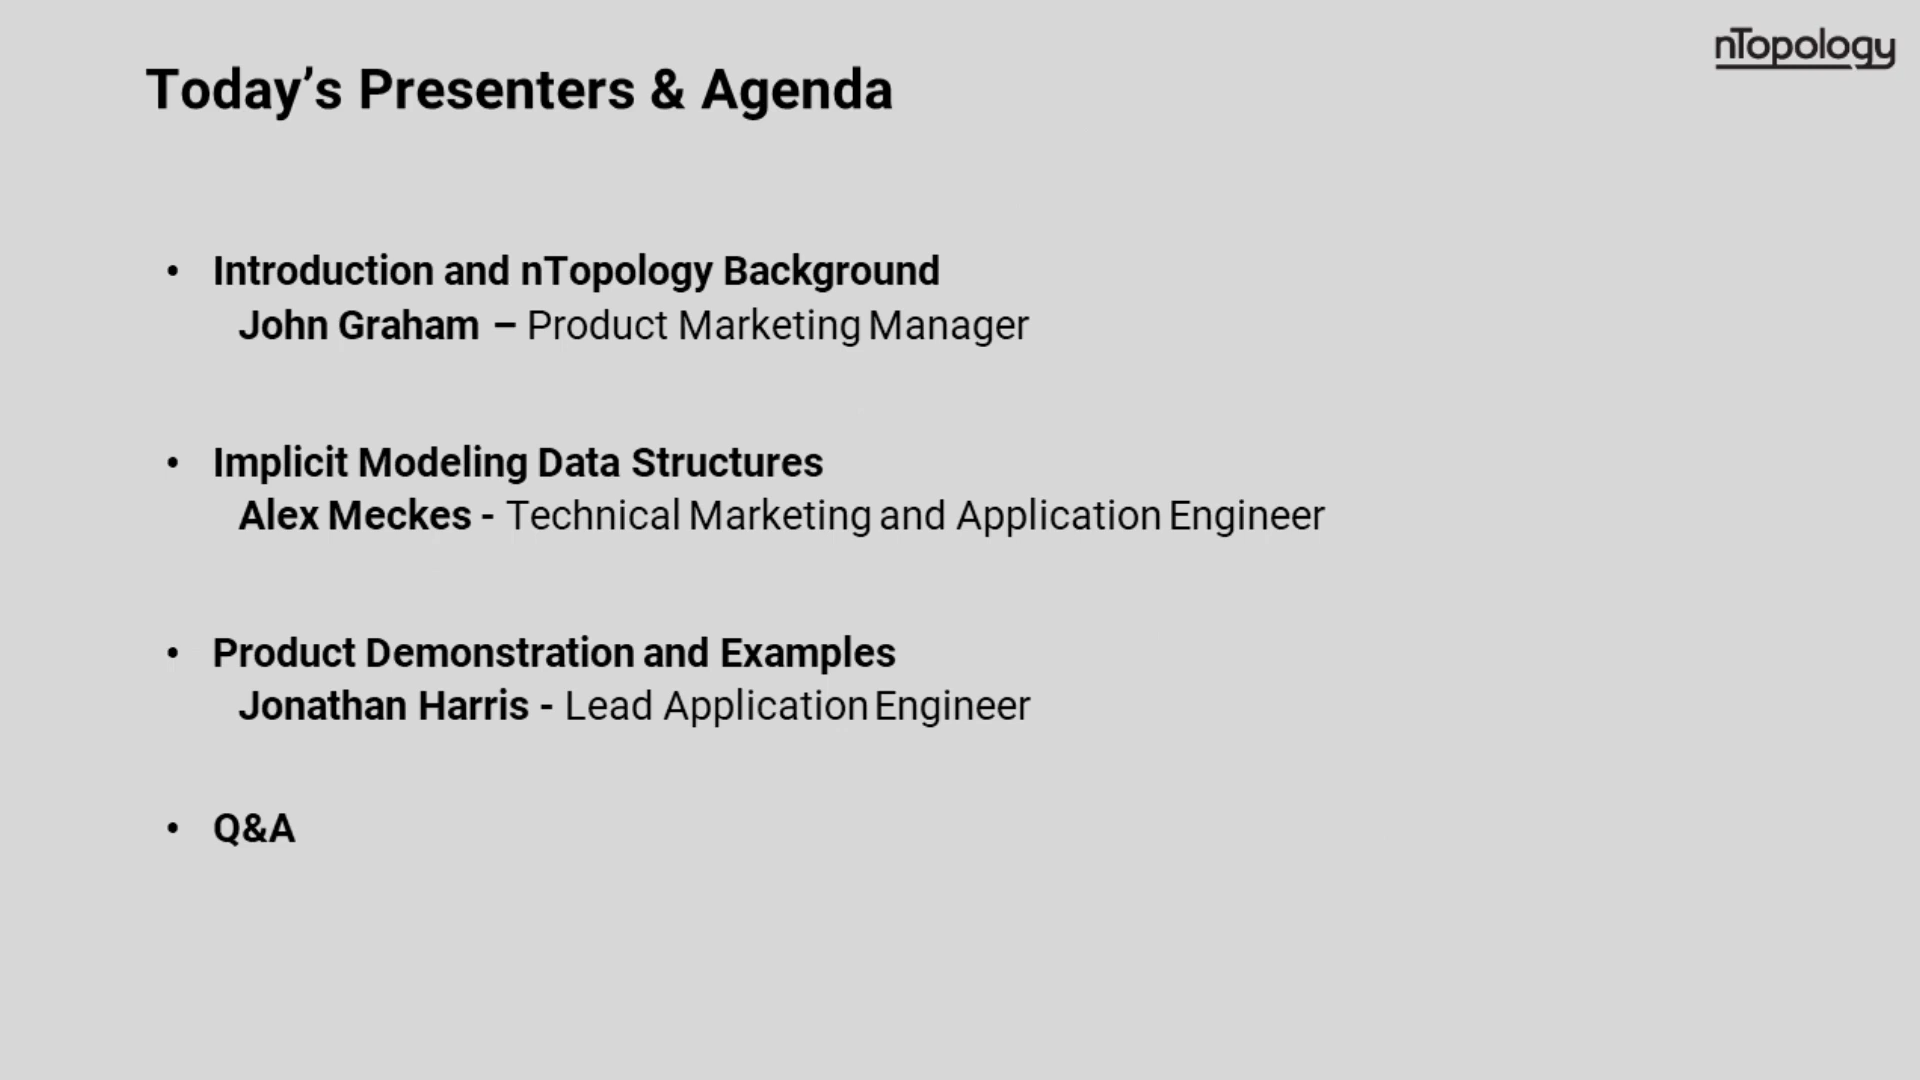 nTopology
Today’s Presenters & Agenda
• Introduction and nTopology Background
John Graham – Product Marketing Manager
• Implicit Modeling Data Structures
Alex Meckes - Technical Marketing and Application Engineer
• Product Demonstration and Examples
Jonathan Harris - Lead Application Engineer
• Q&A